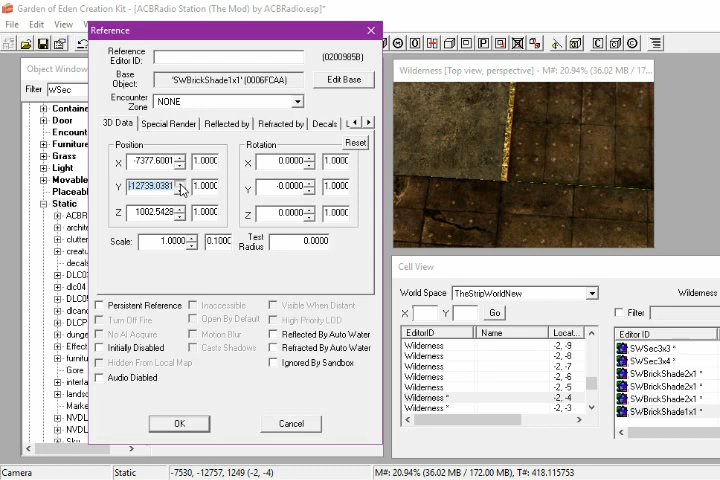 Garden of Eden Creation Kit - [ACBRadio Station (The Mod) by ACBRadio.esp]*
File
Reference
Reference
Editor ID:
(0200985B)
Base
Object:
'SWBrickShade1x1' (0006FCAA)
Edit Base
Encounter
Zone
NONE
3D Data
Special Render
Reflected by
Refracted by
Decals
L
Reset
Position
Rotation
X
-7377.6001
1.0000
X
0.0000
1.0000
Y
-12739.0381
1.0000
Y
-0.0000
1.0000
Z
1002.5428
1.0000
Z
0.0000
1.0000
Scale:
1.0000
0.1000
Test
Radius
0.0000
Persistent Reference
Inaccessible
Visible When Distant
Turn Off Fire
Open By Default
High Priority LOD
No AI Acquire
Motion Blur
Reflected By Auto Water
Initially Disabled
Casts Shadows
Refracted By Auto Water
Hidden From Local Map
Ignored By Sandbox
Audio Disabled
OK
Cancel
Object Window
Filter
wSec
Containe
Door
Encount
Furniture
Grass
Light
Movable
Placeable
Static
ACBR
archite
clutter
creatu
decals
DLC03
dlc04
DLC0
dlcanc
DLCP
dunge
Effect
furnitu
Gore
interfa
landsc
Marke
NVDL
NVDL
Wilderness [Top view, perspective] - M#: 20.94% (36.02 MB / 17...
Cell View
World Space
TheStripWorldNew
Wilderness
X
Y
Go
Filter
EditorID
Name
Locat...
Wilderness
-2, -9
Wilderness
-2, -8
Wilderness
-2, -7
Wilderness
-2, -6
Wilderness
-2, -5
Wilderness *
-2, -4
Wilderness *
-2, -3
Editor ID
SWSec3x3 *
SWSec3x4 *
SWBrickShade2x1 *
SWBrickShade2x1 *
SWBrickShade2x1 *
SWBrickShade1x1 *
Camera
Static
-7530, -12757, 1249 (-2, -4)
M#: 20.94% (36.02 MB / 172.00 MB), T#: 418.115753